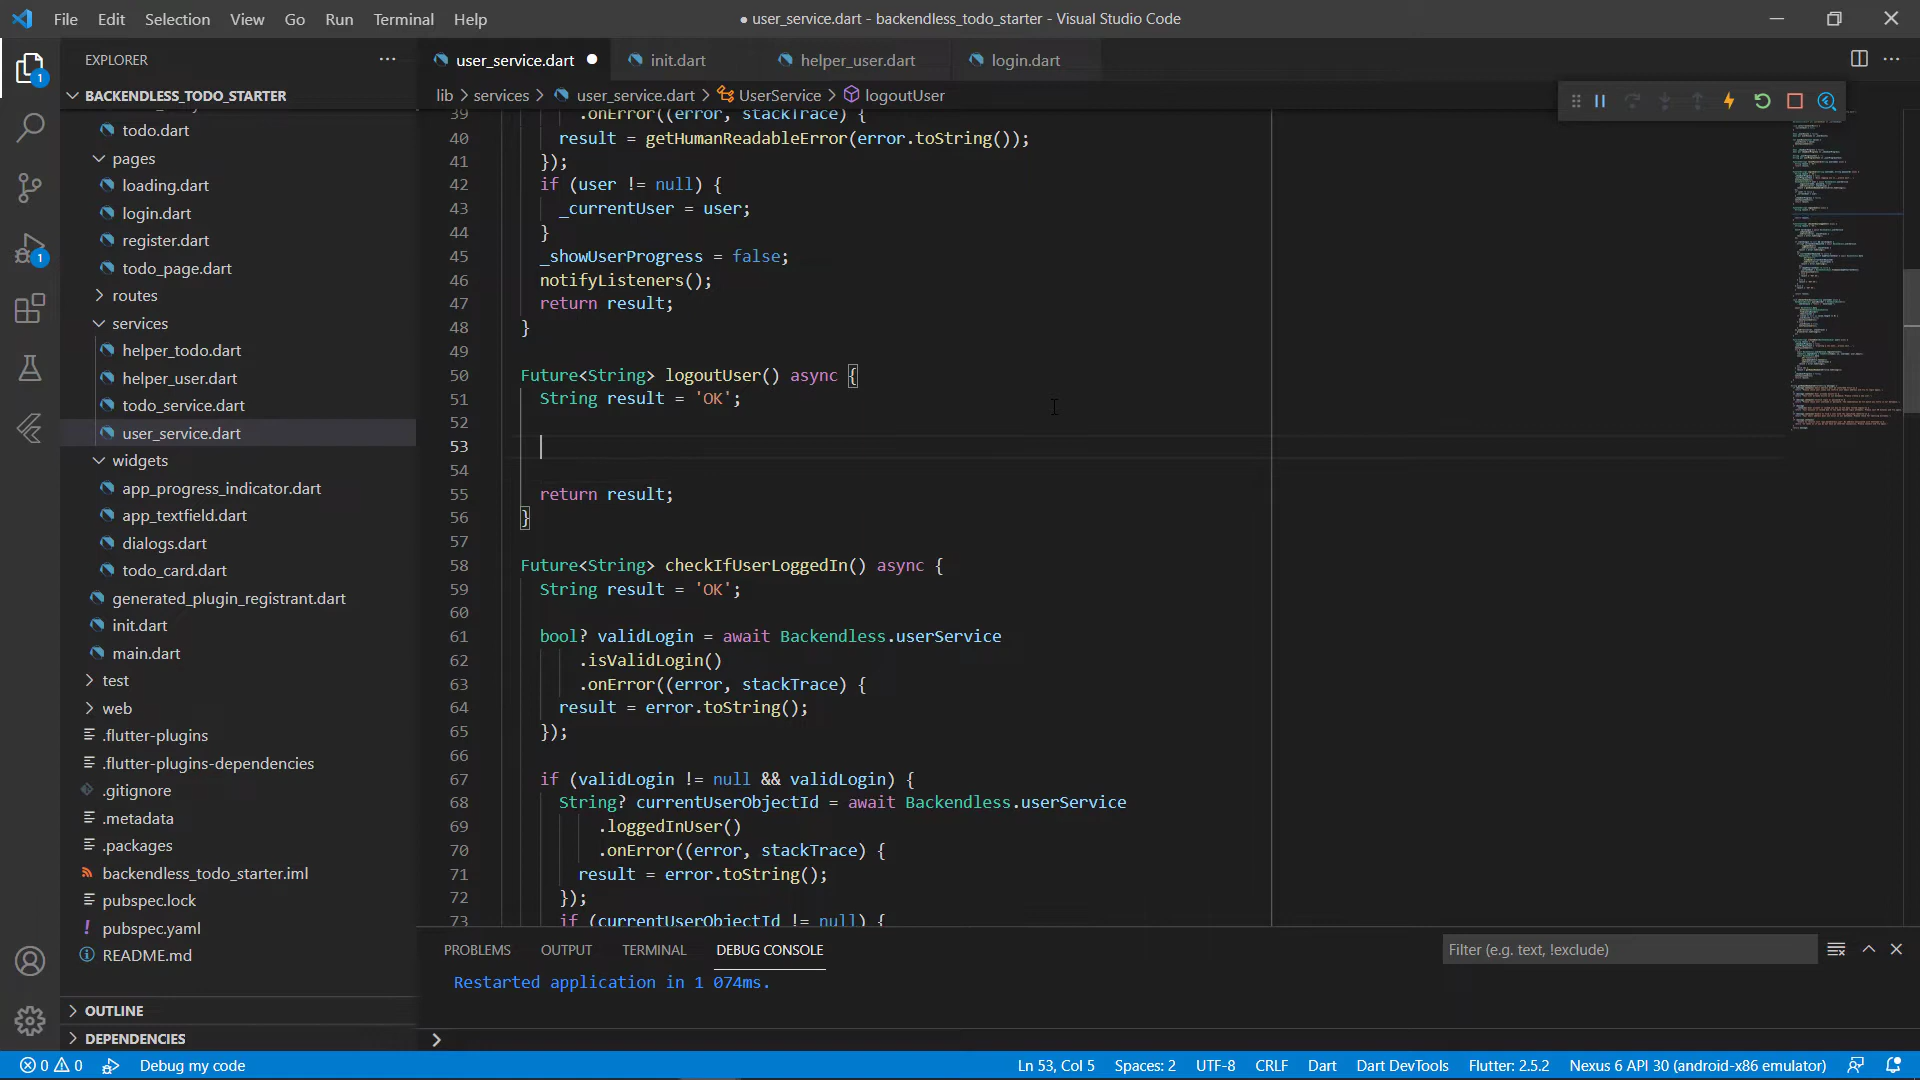 File Edit Selection View Go Run Terminal Help
● user_service.dart - backendless_todo_starter - Visual Studio Code
EXPLORER
BACKENDLESS_TODO_STARTER
todo.dart
pages
loading.dart
login.dart
register.dart
todo_page.dart
routes
services
helper_todo.dart
helper_user.dart
todo_service.dart
user_service.dart
widgets
app_progress_indicator.dart
app_textfield.dart
dialogs.dart
todo_card.dart
generated_plugin_registrant.dart
init.dart
main.dart
test
web
.flutter-plugins
.flutter-plugins-dependencies
.gitignore
.metadata
.packages
backendless_todo_starter.iml
pubspec.lock
pubspec.yaml
README.md
OUTLINE
DEPENDENCIES
1
1
user_service.dart init.dart helper_user.dart login.dart
lib > services > user_service.dart > UserService > logoutUser
39 .onError((error, stackTrace) {
40 result = getHumanReadableError(error.toString());
41 });
42 if (user != null) {
43 _currentUser = user;
44 }
45 _showUserProgress = false;
46 notifyListeners();
47 return result;
48 }
49
50 Future<String> logoutUser() async {
51 String result = 'OK';
52
53
54
55 return result;
56 }
57
58 Future<String> checkIfUserLoggedIn() async {
59 String result = 'OK';
60
61 bool? validLogin = await Backendless.userService
62 .isValidLogin()
63 .onError((error, stackTrace) {
64 result = error.toString();
65 });
66
67 if (validLogin != null && validLogin) {
68 String? currentUserObjectId = await Backendless.userService
69 .loggedInUser()
70 .onError((error, stackTrace) {
71 result = error.toString();
72 });
73 if (currentUserObjectId != null) {
PROBLEMS OUTPUT TERMINAL DEBUG CONSOLE Filter (e.g. text, !exclude)
Restarted application in 1 074ms.
0 0 Debug my code Ln 53, Col 5 Spaces: 2 UTF-8 CRLF Dart Dart DevTools Flutter: 2.5.2 Nexus 6 API 30 (android-x86 emulator)